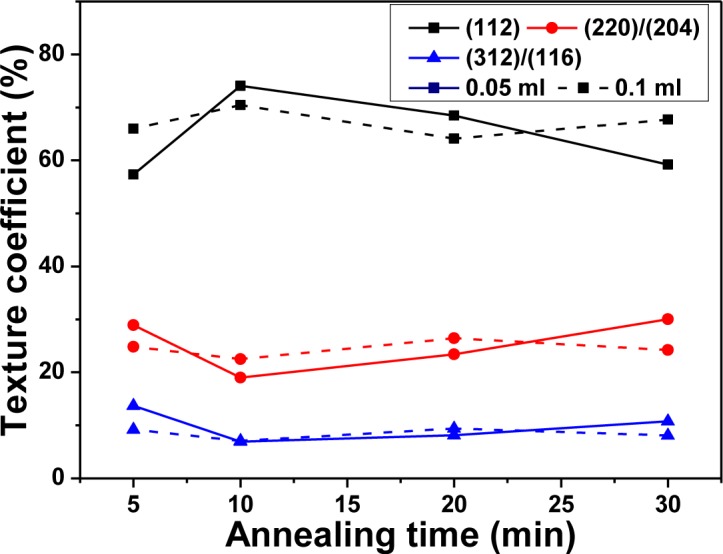 (112) (220)/(204)
(312)/(116)
0.05 ml 0.1 ml
Texture coefficient (%)
80
60
40
20
0
5 10 15 20 25 30
Annealing time (min)